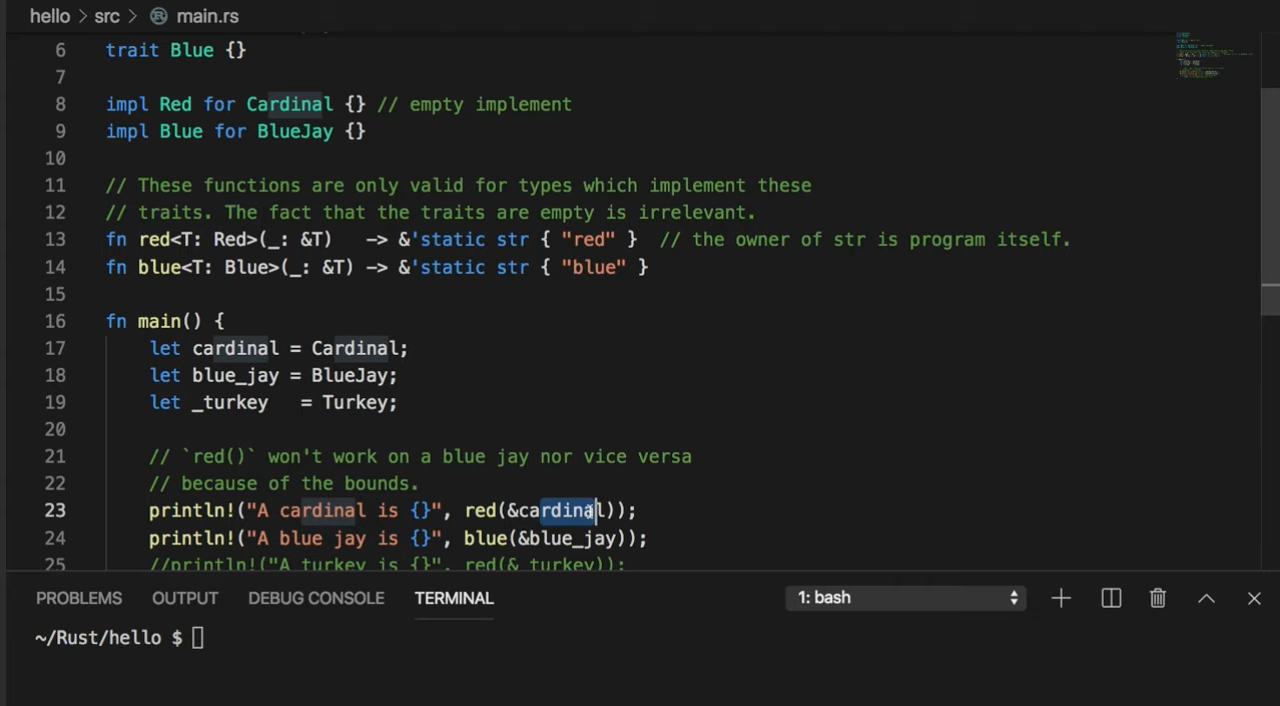 hello > src > main.rs
6 trait Blue {}
7
8 impl Red for Cardinal {} // empty implement
9 impl Blue for BlueJay {}
10
11 // These functions are only valid for types which implement these
12 // traits. The fact that the traits are empty is irrelevant.
13 fn red<T: Red>(_: &T)   -> &'static str { "red" }  // the owner of str is program itself.
14 fn blue<T: Blue>(_: &T) -> &'static str { "blue" }
15
16 fn main() {
17     let cardinal = Cardinal;
18     let blue_jay = BlueJay;
19     let _turkey   = Turkey;
20
21     // `red()` won't work on a blue jay nor vice versa
22     // because of the bounds.
23     println!("A cardinal is {}", red(&cardinal));
24     println!("A blue jay is {}", blue(&blue_jay));
25     //println!("A turkey is {}", red(&_turkey));
PROBLEMS OUTPUT DEBUG CONSOLE TERMINAL 1: bash
~/Rust/hello $